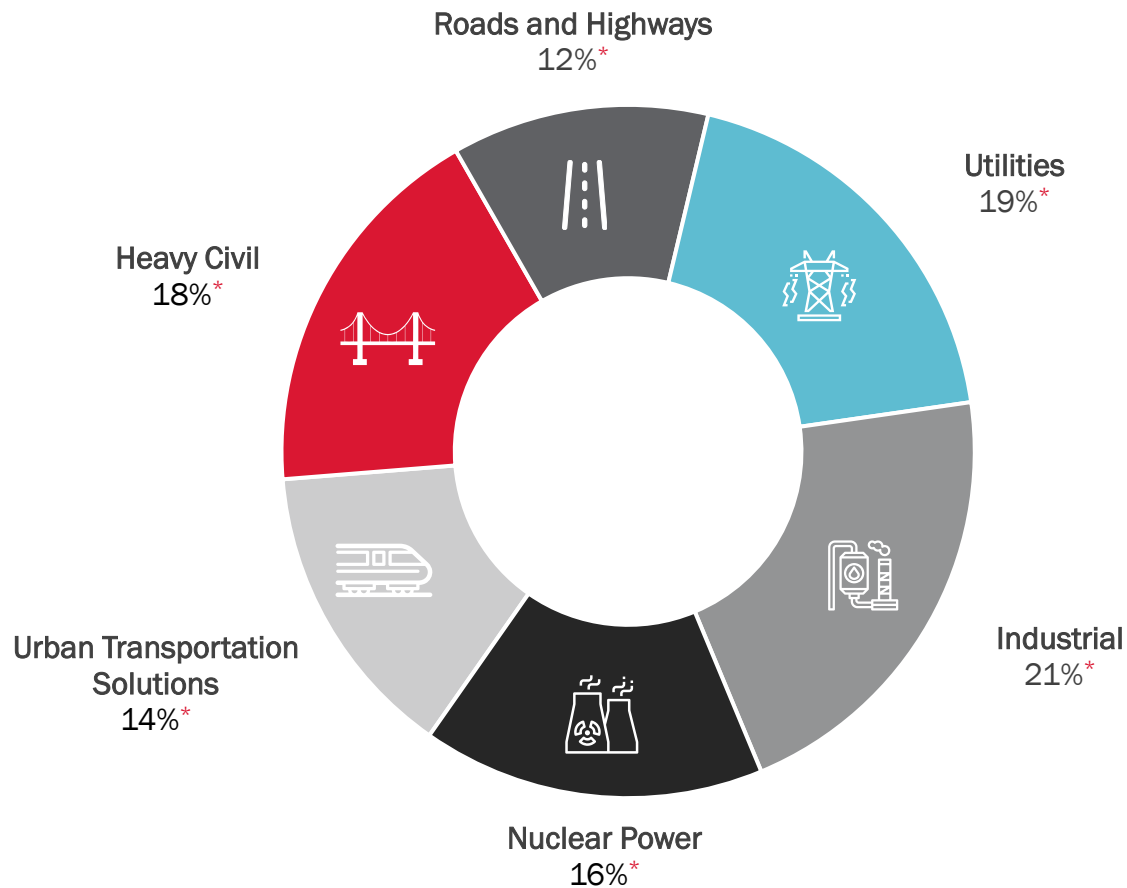 Roads and Highways
12%*
Utilities
19%*
Heavy Civil
18%*
Industrial
21%*
Urban Transportation
Solutions
14%*
Nuclear Power
16%*